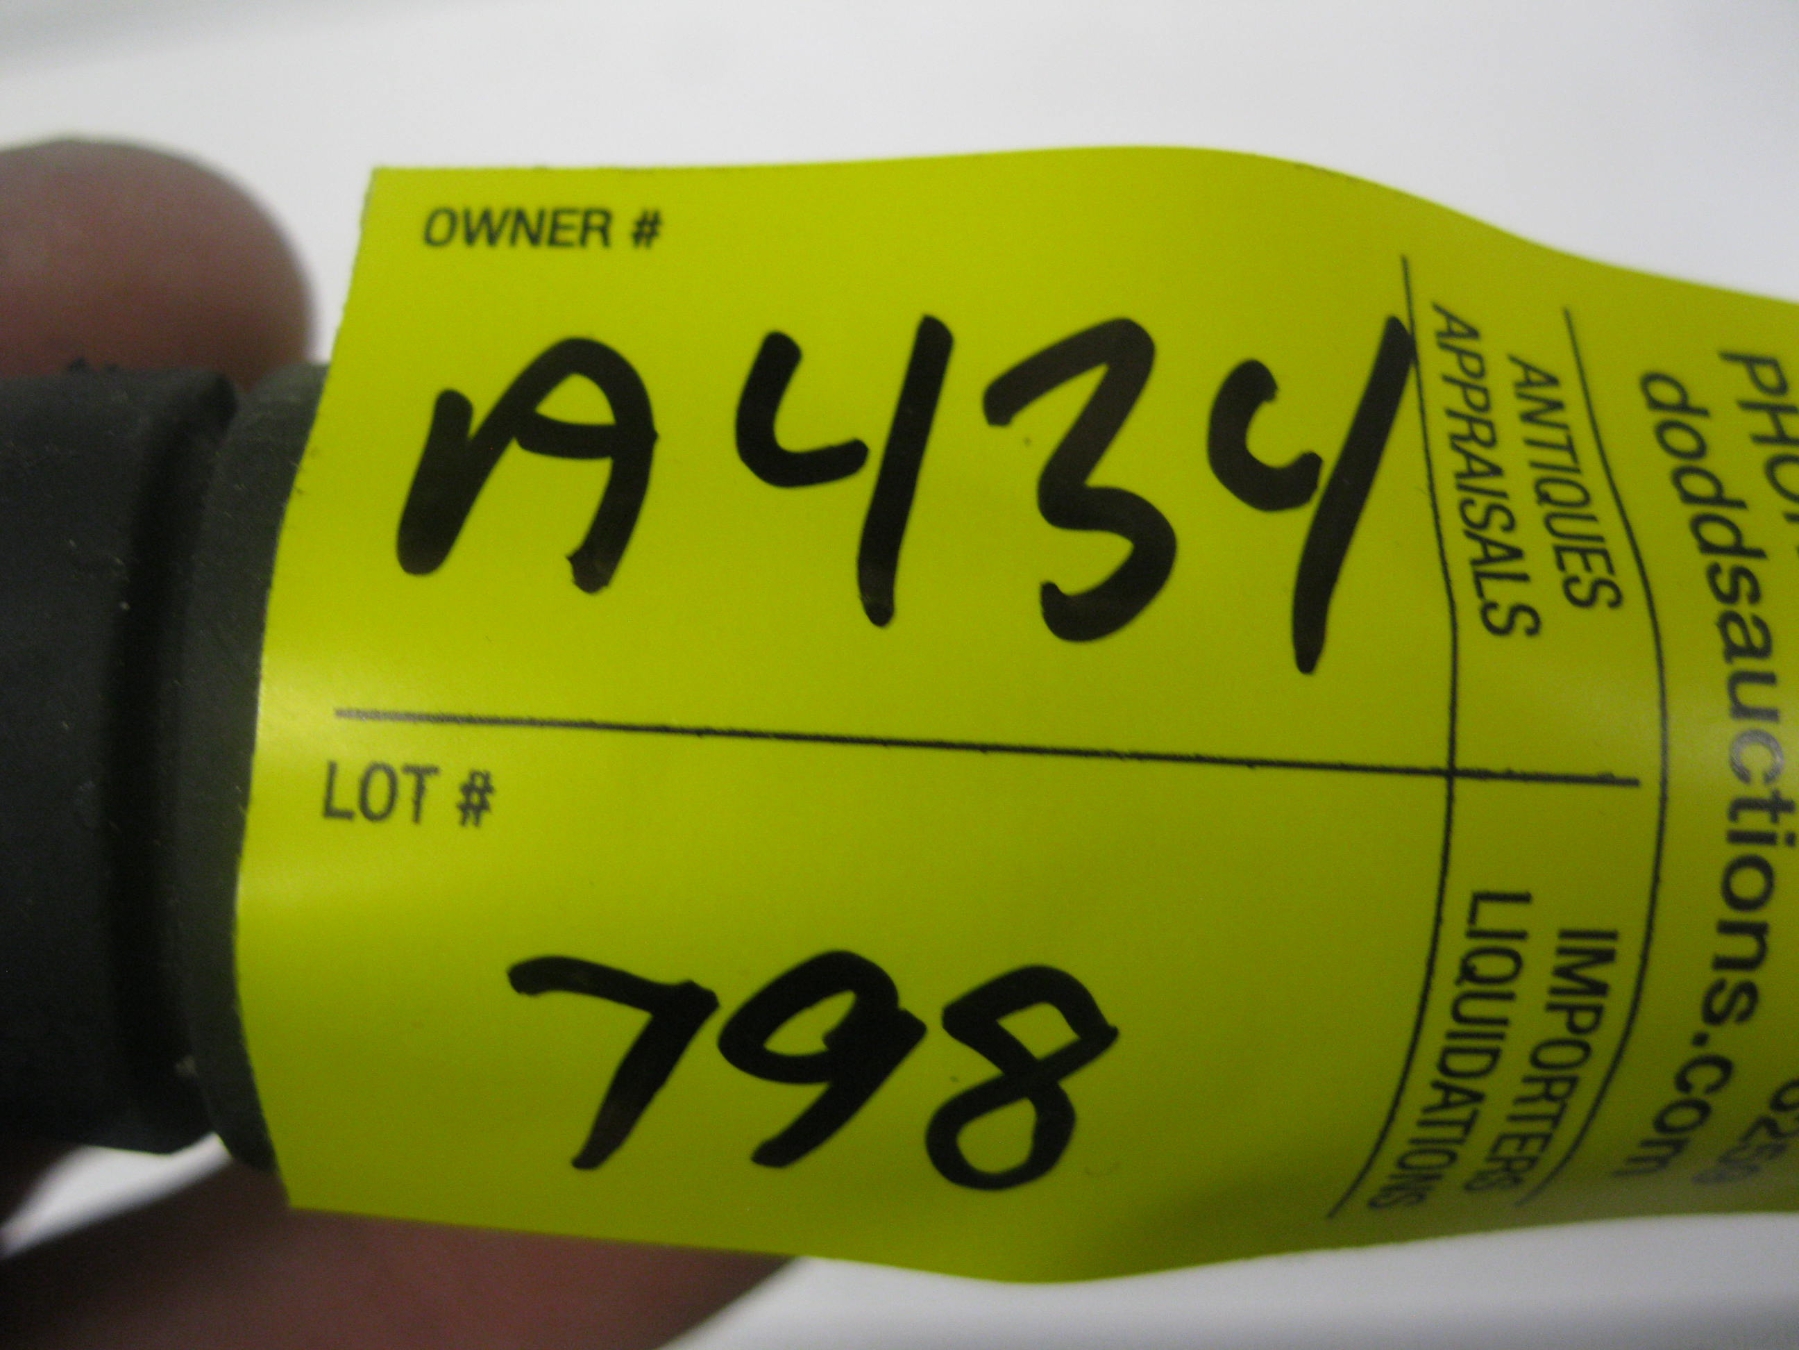 OWNER #
A434
LOT #
798
ANTIQUES
APPRAISALS
IMPORTERS
LIQUIDATIONS
doddsauctions.com